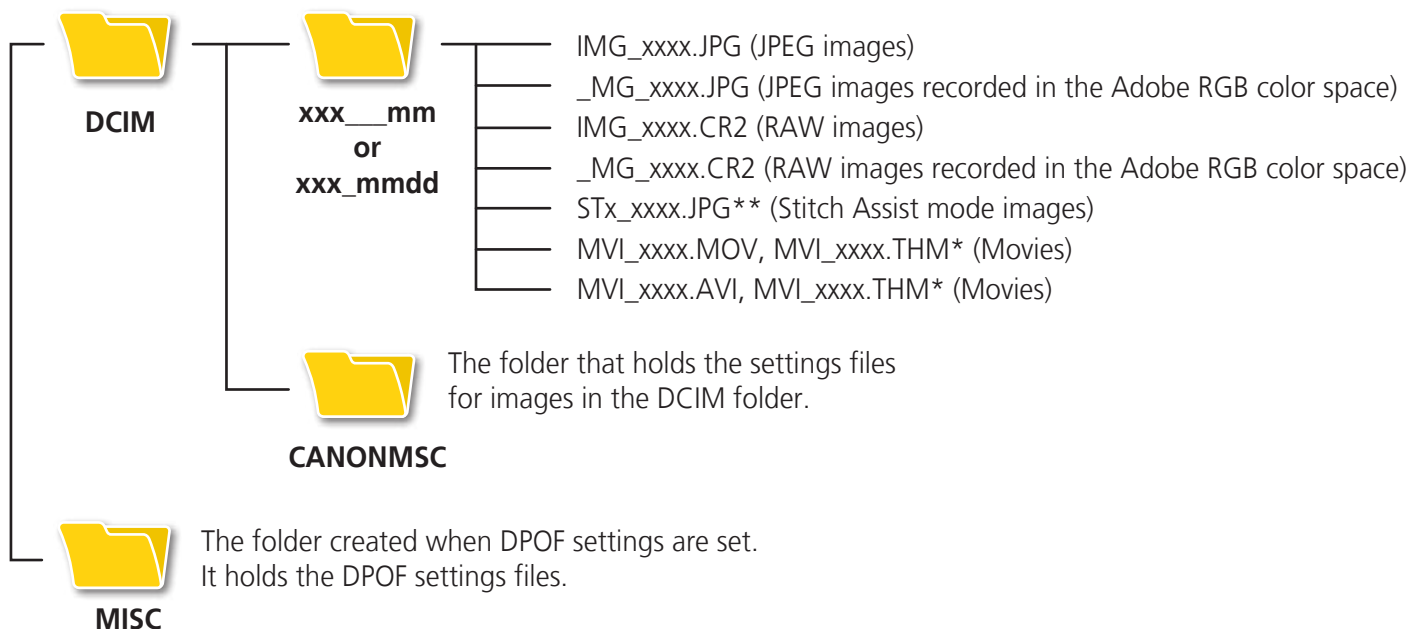 DCIM
xxx___mm
or
xxx_mmdd
IMG_xxxx.JPG (JPEG images)
_MG_xxxx.JPG (JPEG images recorded in the Adobe RGB color space)
IMG_xxxx.CR2 (RAW images)
_MG_xxxx.CR2 (RAW images recorded in the Adobe RGB color space)
STx_xxxx.JPG** (Stitch Assist mode images)
MVI_xxxx.MOV, MVI_xxxx.THM* (Movies)
MVI_xxxx.AVI, MVI_xxxx.THM* (Movies)
The folder that holds the settings files
for images in the DCIM folder.
CANONMSC
The folder created when DPOF settings are set.
It holds the DPOF settings files.
MISC